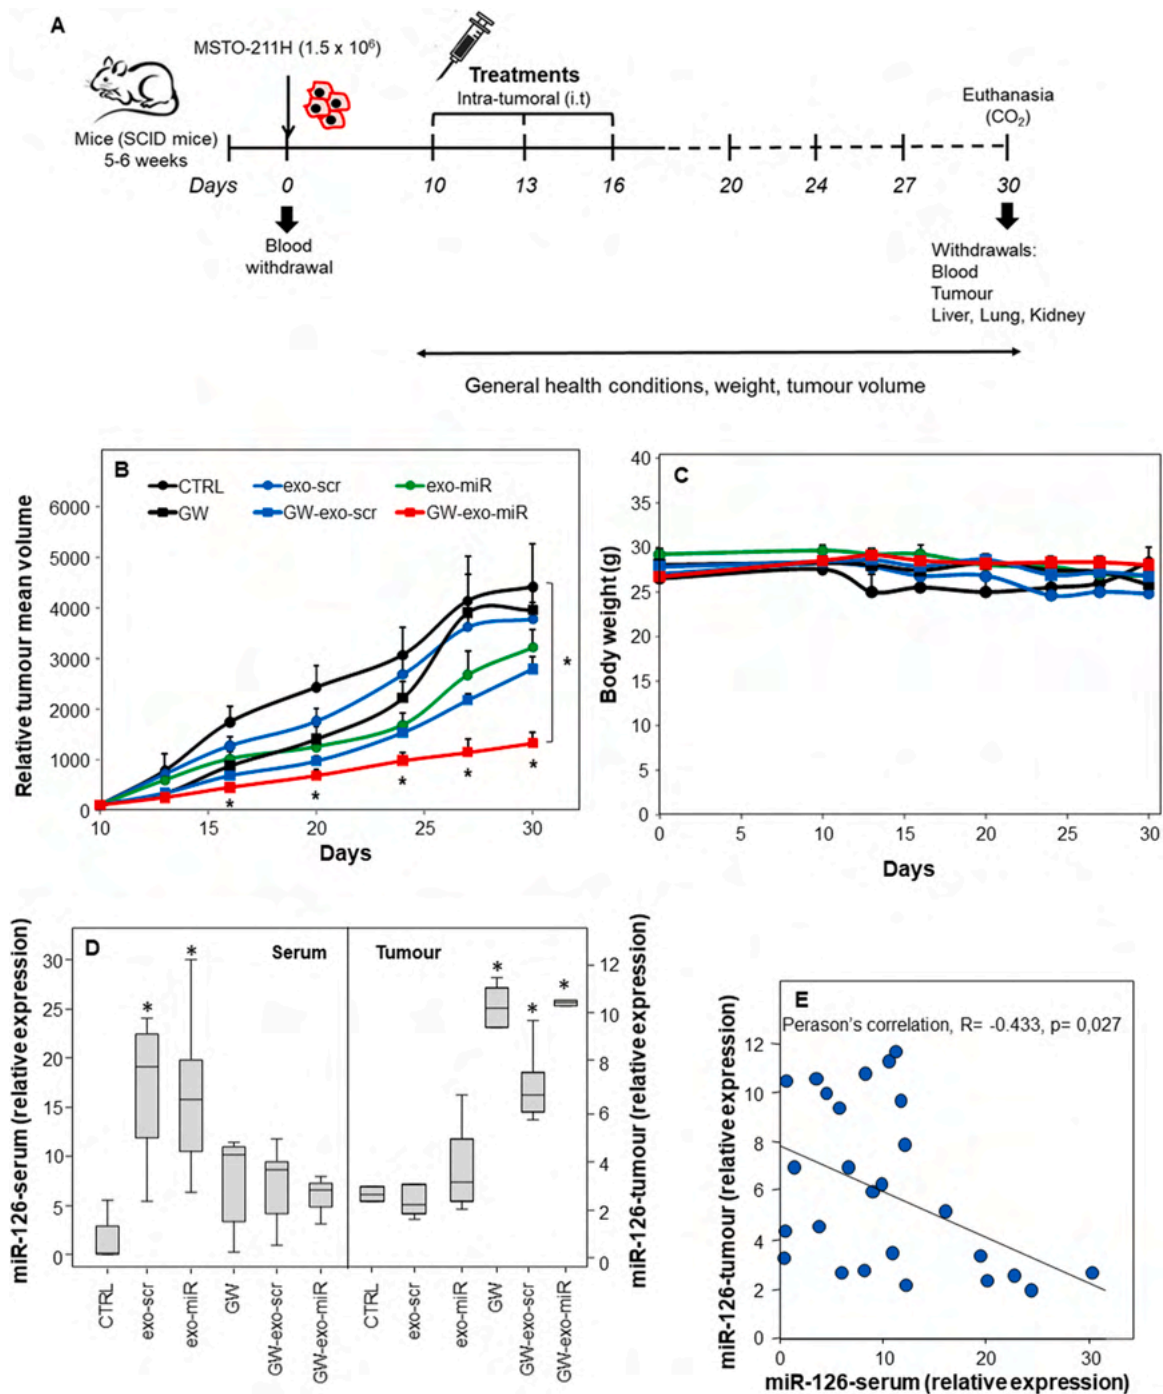 A
MSTO-211H (1.5 x 10⁶)
Treatments
Intra-tumoral (i.t)
Euthanasia
(CO₂)
Mice (SCID mice)
5-6 weeks
Days 0 10 13 16 20 24 27 30
Blood
withdrawal
Withdrawals:
Blood
Tumour
Liver, Lung, Kidney
General health conditions, weight, tumour volume
B
CTRL exo-scr exo-miR
GW GW-exo-scr GW-exo-miR
Relative tumour mean volume
6000
5000
4000
3000
2000
1000
0
*
* * * * *
10 15 20 25 30
Days
C
Body weight (g)
40
35
30
25
20
15
10
5
0
0 5 10 15 20 25 30
Days
D
Serum Tumour
miR-126-serum (relative expression)
30
25
20
15
10
5
0
* *
* * *
12
10
8
6
4
2
0
miR-126-tumour (relative expression)
CTRL
exo-scr
exo-miR
GW
GW-exo-scr
GW-exo-miR
CTRL
exo-scr
exo-miR
GW
GW-exo-scr
GW-exo-miR
E
Perason's correlation, R= -0.433, p= 0,027
miR-126-tumour (relative expression)
12
10
8
6
4
2
0
0 10 20 30
miR-126-serum (relative expression)